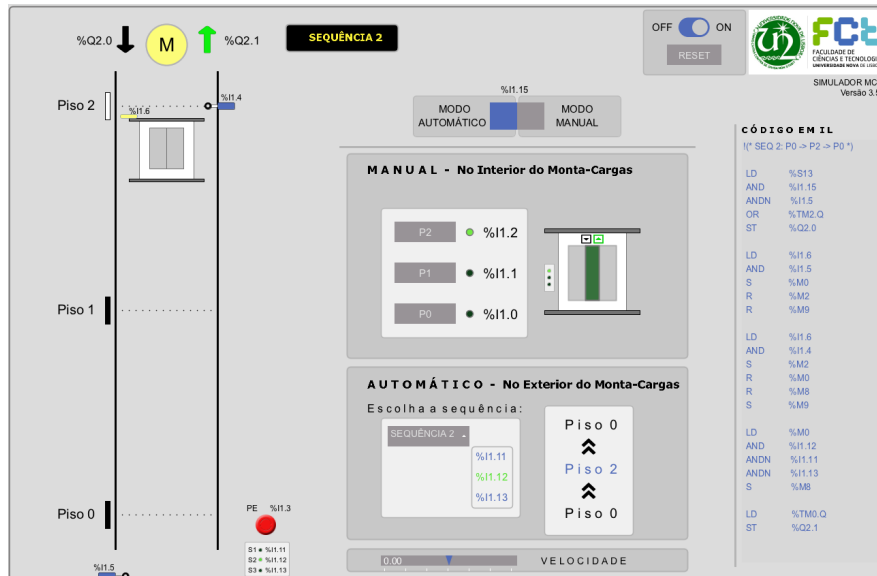 %Q2.0
M
%Q2.1
SEQUÊNCIA 2
OFF
ON
RESET
FACULDADE DE
CIÊNCIAS E TECNOLOGI
UNIVERSIDADE NOVA DE LISBO
SIMULADOR MC
Versão 3.5
Piso 2
%I1.6
%I1.4
%I1.15
MODO
AUTOMÁTICO
MODO
MANUAL
MANUAL - No Interior do Monta-Cargas
P2
%I1.2
P1
%I1.1
P0
%I1.0
Piso 1
AUTOMÁTICO - No Exterior do Monta-Cargas
Escolha a sequência:
SEQUÊNCIA 2
%I1.11
%I1.12
%I1.13
Piso 0
Piso 2
Piso 0
Piso 0
PE %I1.3
S1 %I1.11
S2 %I1.12
S3 %I1.13
%I1.5
0.00
VELOCIDADE
CÓDIGO EM IL
!(* SEQ 2: P0 -> P2 -> P0 *)
LD %S13
AND %I1.15
ANDN %I1.5
OR %TM2.Q
ST %Q2.0
LD %I1.6
AND %I1.5
S %M0
R %M2
R %M9
LD %I1.6
AND %I1.4
S %M2
R %M0
R %M8
S %M9
LD %M0
AND %I1.12
ANDN %I1.11
ANDN %I1.13
S %M8
LD %TM0.Q
ST %Q2.1